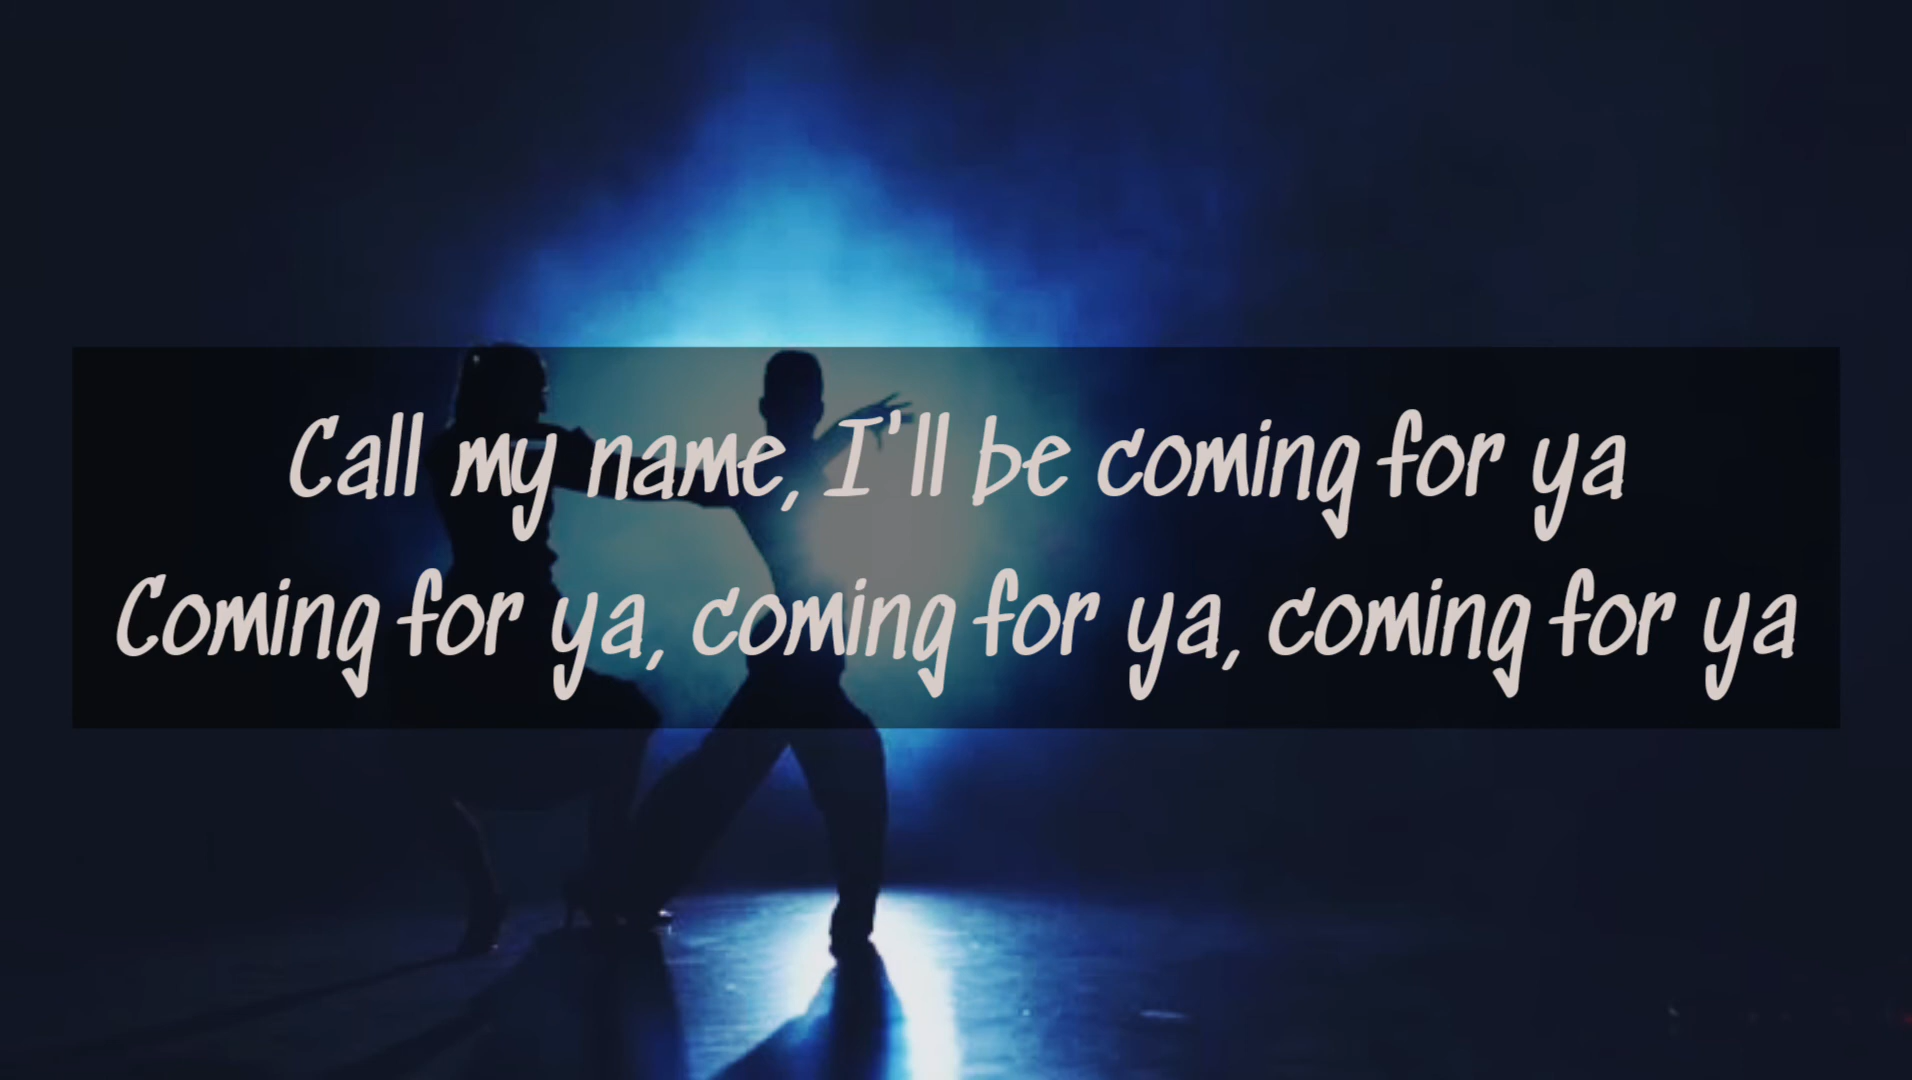 Call my name, I'll be coming for ya
Coming for ya, coming for ya, coming for ya